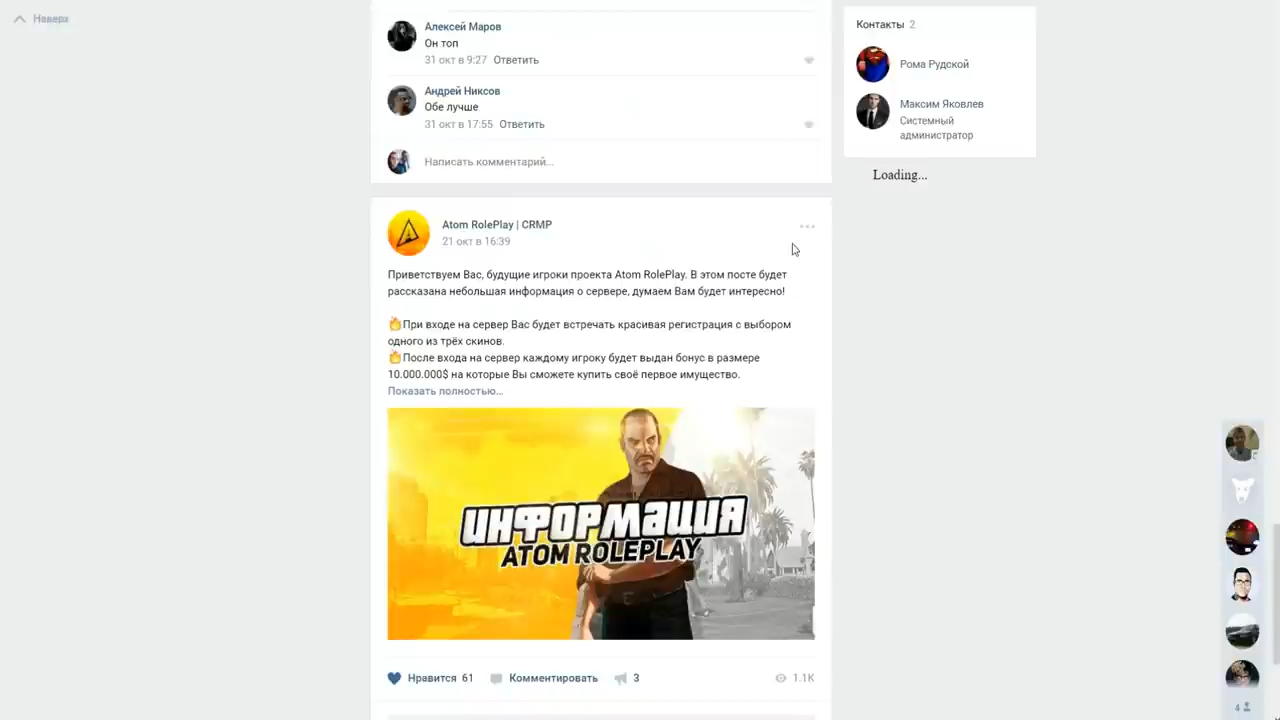 Наверх
Алексей Маров
Он топ
31 окт в 9:27 Ответить
Андрей Никсов
Обе лучше
31 окт в 17:55 Ответить
Написать комментарий...
Контакты 2
Рома Рудской
Максим Яковлев
Системный
администратор
Loading...
Atom RolePlay | CRMP
21 окт в 16:39
Приветствуем Вас, будущие игроки проекта Atom RolePlay. В этом посте будет
рассказана небольшая информация о сервере, думаем Вам будет интересно!
При входе на сервер Вас будет встречать красивая регистрация с выбором
одного из трёх скинов.
После входа на сервер каждому игроку будет выдан бонус в размере
10.000.000$ на которые Вы сможете купить своё первое имущество.
Показать полностью...
ИНФОРМАЦИЯ
ATOM ROLEPLAY
Нравится 61 Комментировать 3 1.1K
4